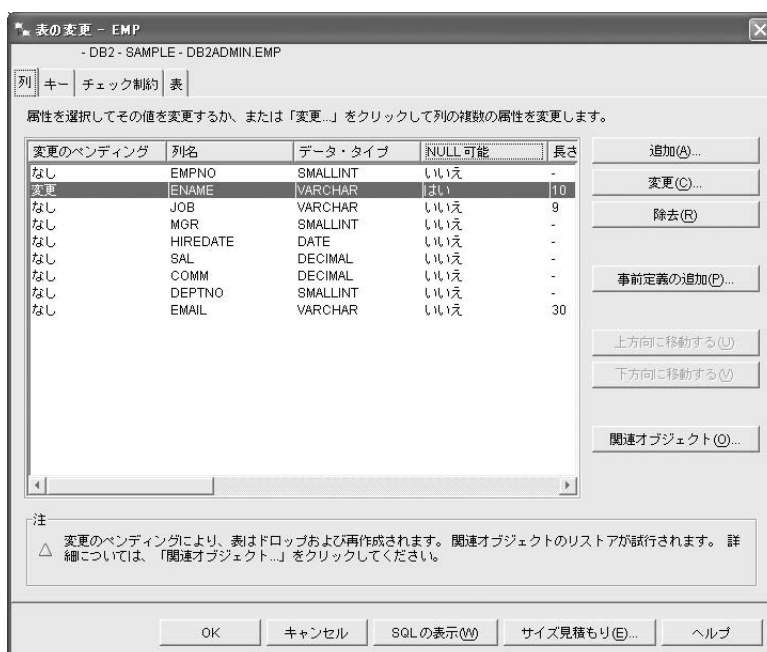 表の変更 - EMP
- DB2 - SAMPLE - DB2ADMIN.EMP
列 キー チェック制約 表
属性を選択してその値を変更するか、または「変更...」をクリックして列の複数の属性を変更します。
変更のペンディング 列名 データ・タイプ NULL 可能 長さ
なし EMPNO SMALLINT いいえ -
変更 ENAME VARCHAR はい 10
なし JOB VARCHAR いいえ 9
なし MGR SMALLINT いいえ -
なし HIREDATE DATE いいえ -
なし SAL DECIMAL いいえ -
なし COMM DECIMAL いいえ -
なし DEPTNO SMALLINT いいえ -
なし EMAIL VARCHAR いいえ 30
追加(A)...
変更(C)...
除去(R)
事前定義の追加(P)...
上方向に移動する(U)
下方向に移動する(V)
関連オブジェクト(O)...
注
変更のペンディングにより、表はドロップおよび再作成されます。 関連オブジェクトのリストアが試行されます。 詳
細については、「関連オブジェクト...」をクリックしてください。
OK キャンセル SQLの表示(W) サイズ見積もり(E)... ヘルプ